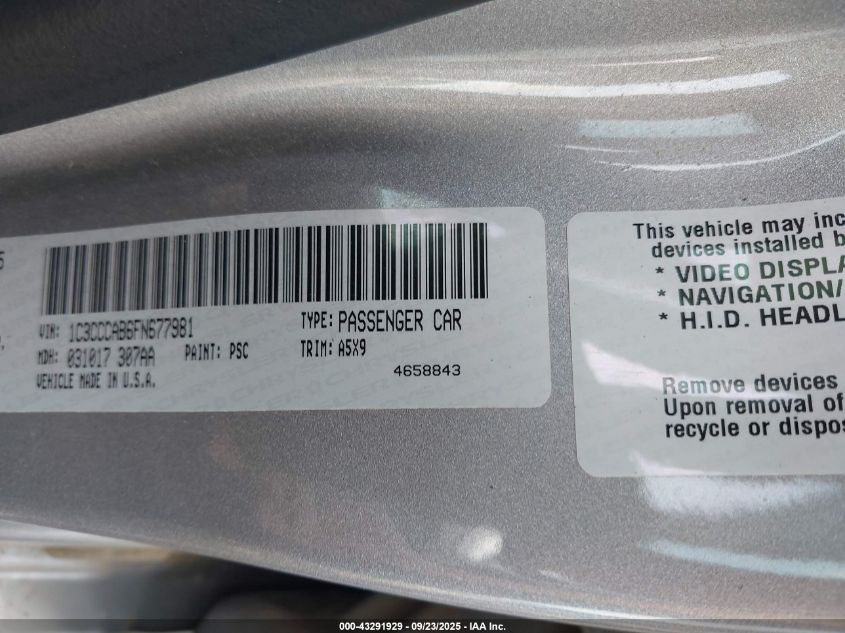 5
VIN: 1C3CCCAB6FN677981
TYPE: PASSENGER CAR
MDH: 031017 307AA
PAINT: PSC
TRIM: A5X9
VEHICLE MADE IN U.S.A.
4658843
This vehicle may inc
devices installed b
* VIDEO DISPLA
* NAVIGATION/
* H.I.D. HEADL
Remove devices
Upon removal of
recycle or dispos
000-43291929 - 09/23/2025 - IAA Inc.